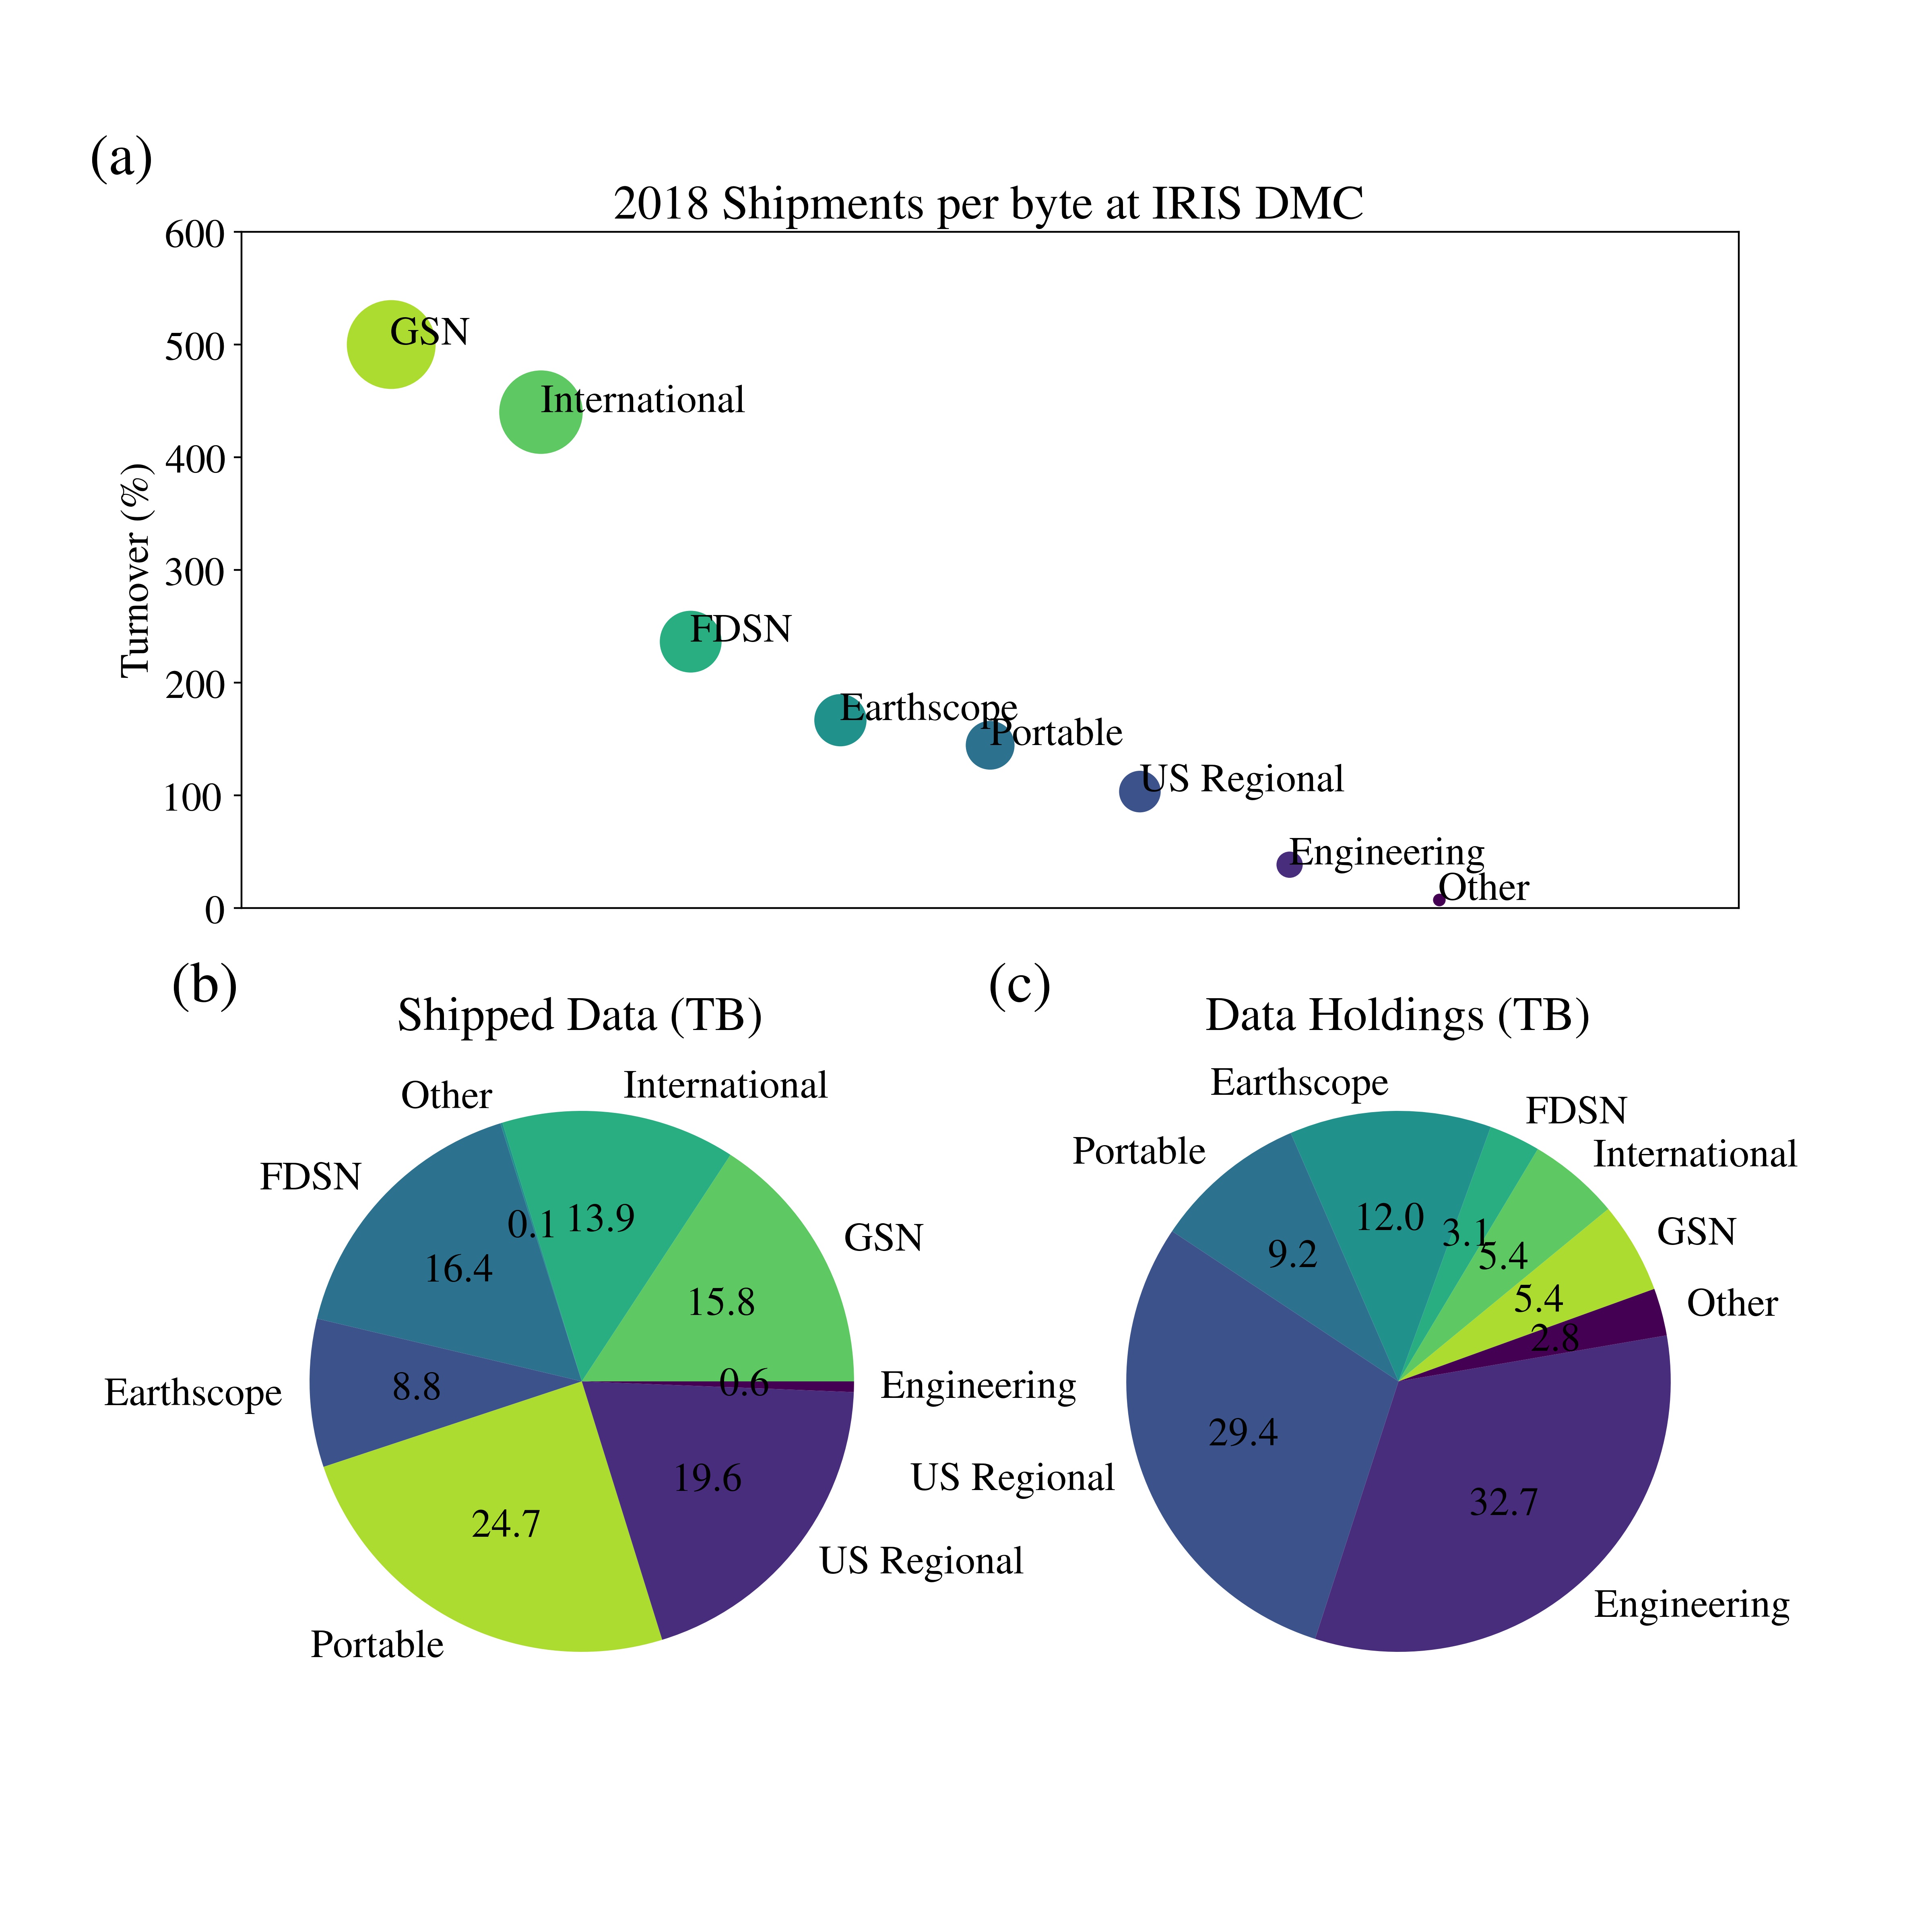 (a)
2018 Shipments per byte at IRIS DMC
600
500
400
300
200
100
0
Turnover (%)
GSN
International
FDSN
Earthscope
Portable
US Regional
Engineering
Other
(b)
Shipped Data (TB)
Other
International
FDSN
GSN
0.1
13.9
16.4
15.8
8.8
0.6
Earthscope
Engineering
24.7
19.6
US Regional
Portable
(c)
Data Holdings (TB)
Earthscope
FDSN
Portable
International
GSN
Other
12.0
3.1
9.2
5.4
5.4
2.8
29.4
US Regional
32.7
Engineering